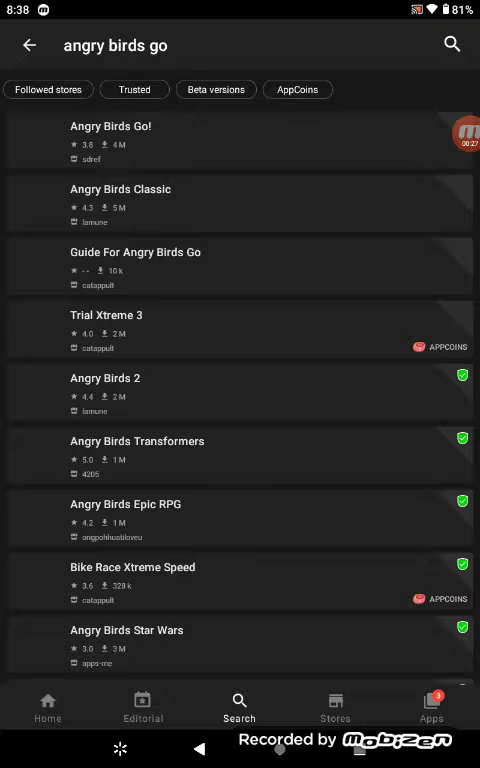 8:38 81%
angry birds go
Followed stores Trusted Beta versions AppCoins
Angry Birds Go!
3.8 4 M
sdref
00:27
Angry Birds Classic
4.3 5 M
lamune
Guide For Angry Birds Go
-- 10 k
catappult
Trial Xtreme 3
4.0 2 M
catappult APPCOINS
Angry Birds 2
4.4 2 M
lamune
Angry Birds Transformers
5.0 1 M
4205
Angry Birds Epic RPG
4.2 1 M
ongpohhuatiloveu
Bike Race Xtreme Speed
3.6 328 k
catappult APPCOINS
Angry Birds Star Wars
3.0 3 M
apps-me
3
Home Editorial Search Stores Apps
Recorded by mobizen